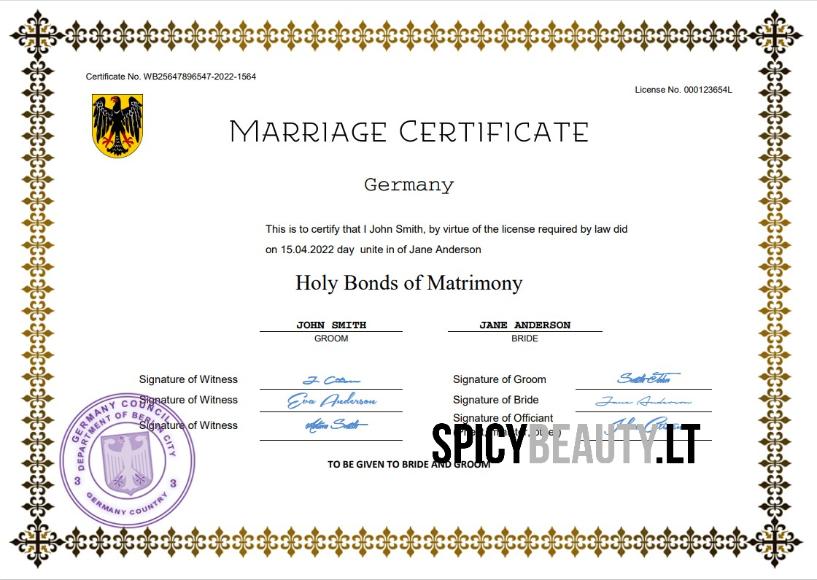 Certificate No. WB25647896547-2022-1564
License No. 000123654L
MARRIAGE CERTIFICATE
Germany
This is to certify that I John Smith, by virtue of the license required by law did
on 15.04.2022 day unite in of Jane Anderson
Holy Bonds of Matrimony
JOHN SMITH
GROOM
JANE ANDERSON
BRIDE
Signature of Witness
Signature of Groom
Signature of Witness
Eva Anderson
Signature of Bride
Jane Anderson
Signature of Witness
Signature of Officiant
SPICYBEAUTY.LT
TO BE GIVEN TO BRIDE AND GROOM
GERMANY COUNCIL
DEPARTMENT OF BERLIN CITY
3 3
GERMANY COUNTRY